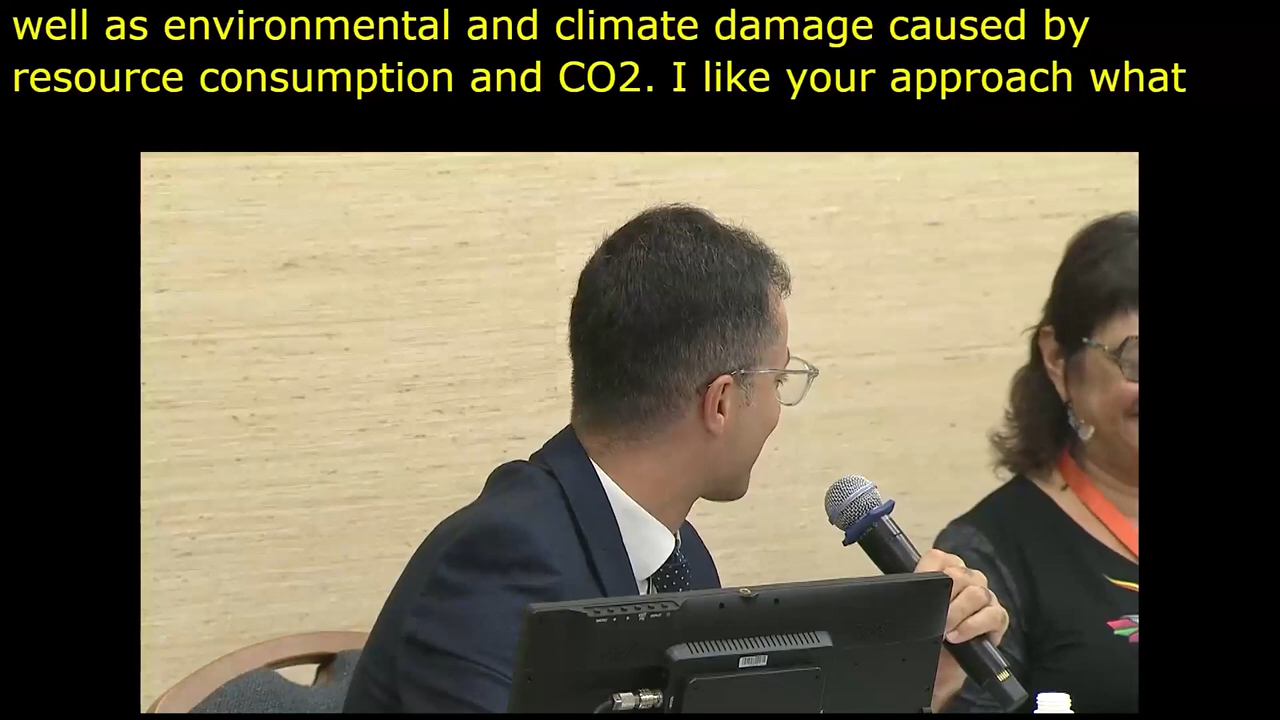 well as environmental and climate damage caused by
resource consumption and CO2. I like your approach what